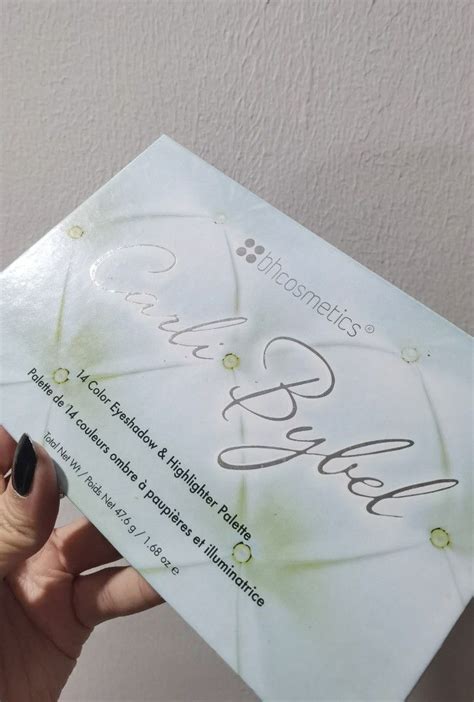 bhcosmetics®
Carli Bybel
14 Color Eyeshadow & Highlighter Palette
Palette de 14 couleurs ombre à paupières et illuminatrice
Total Net Wt / Poids Net 47.6 g / 1.68 oz ℮